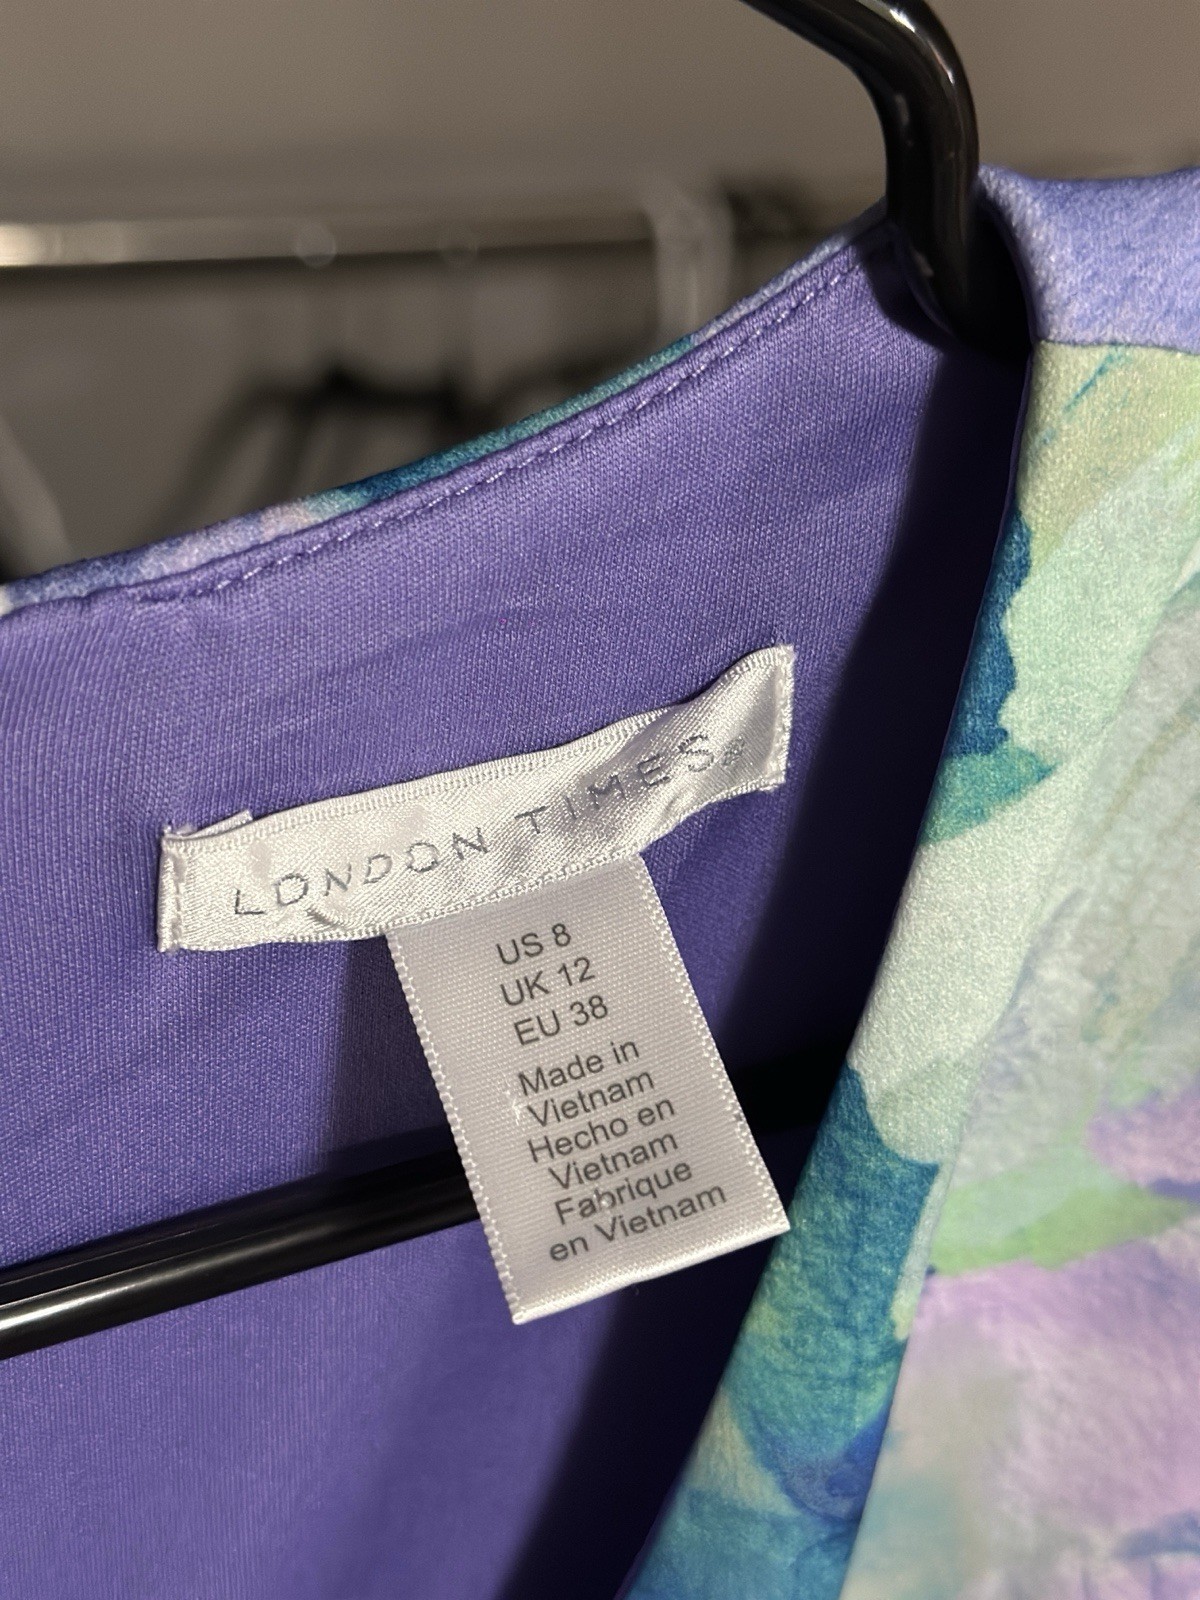 LONDON TIMES®
US 8
UK 12
EU 38
Made in
Vietnam
Hecho en
Vietnam
Fabrique
en Vietnam